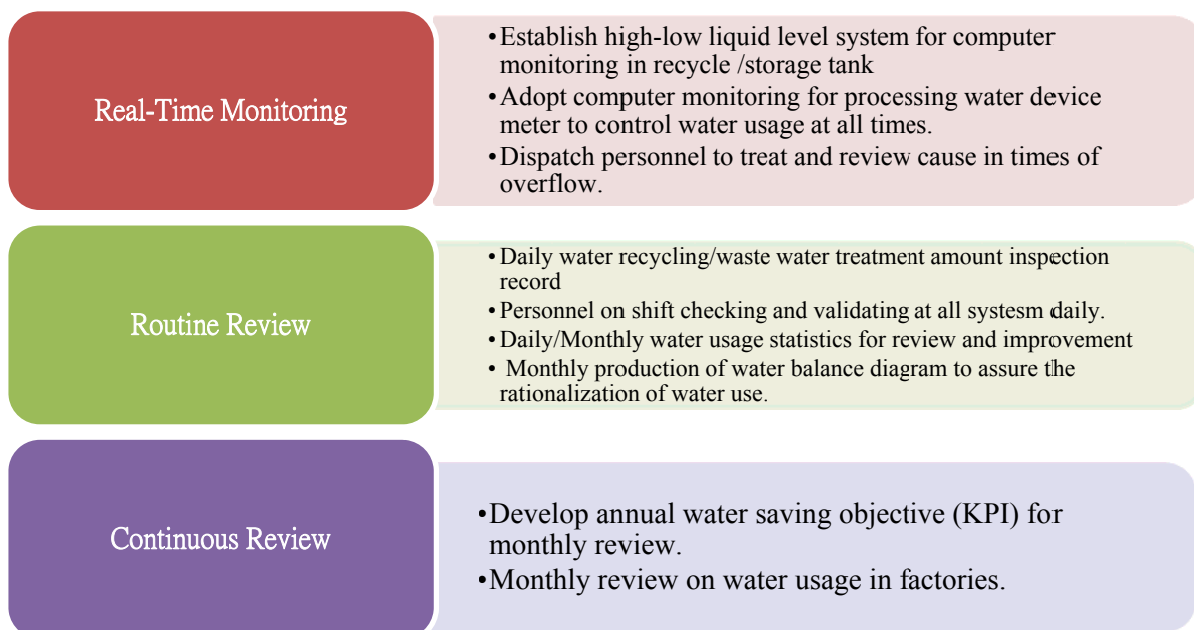 Real-Time Monitoring
•Establish high-low liquid level system for computer
monitoring in recycle /storage tank
•Adopt computer monitoring for processing water device
meter to control water usage at all times.
•Dispatch personnel to treat and review cause in times of
overflow.
Routine Review
•Daily water recycling/waste water treatment amount inspection
record
•Personnel on shift checking and validating at all systesm daily.
•Daily/Monthly water usage statistics for review and improvement
• Monthly production of water balance diagram to assure the
rationalization of water use.
Continuous Review
•Develop annual water saving objective (KPI) for
monthly review.
•Monthly review on water usage in factories.